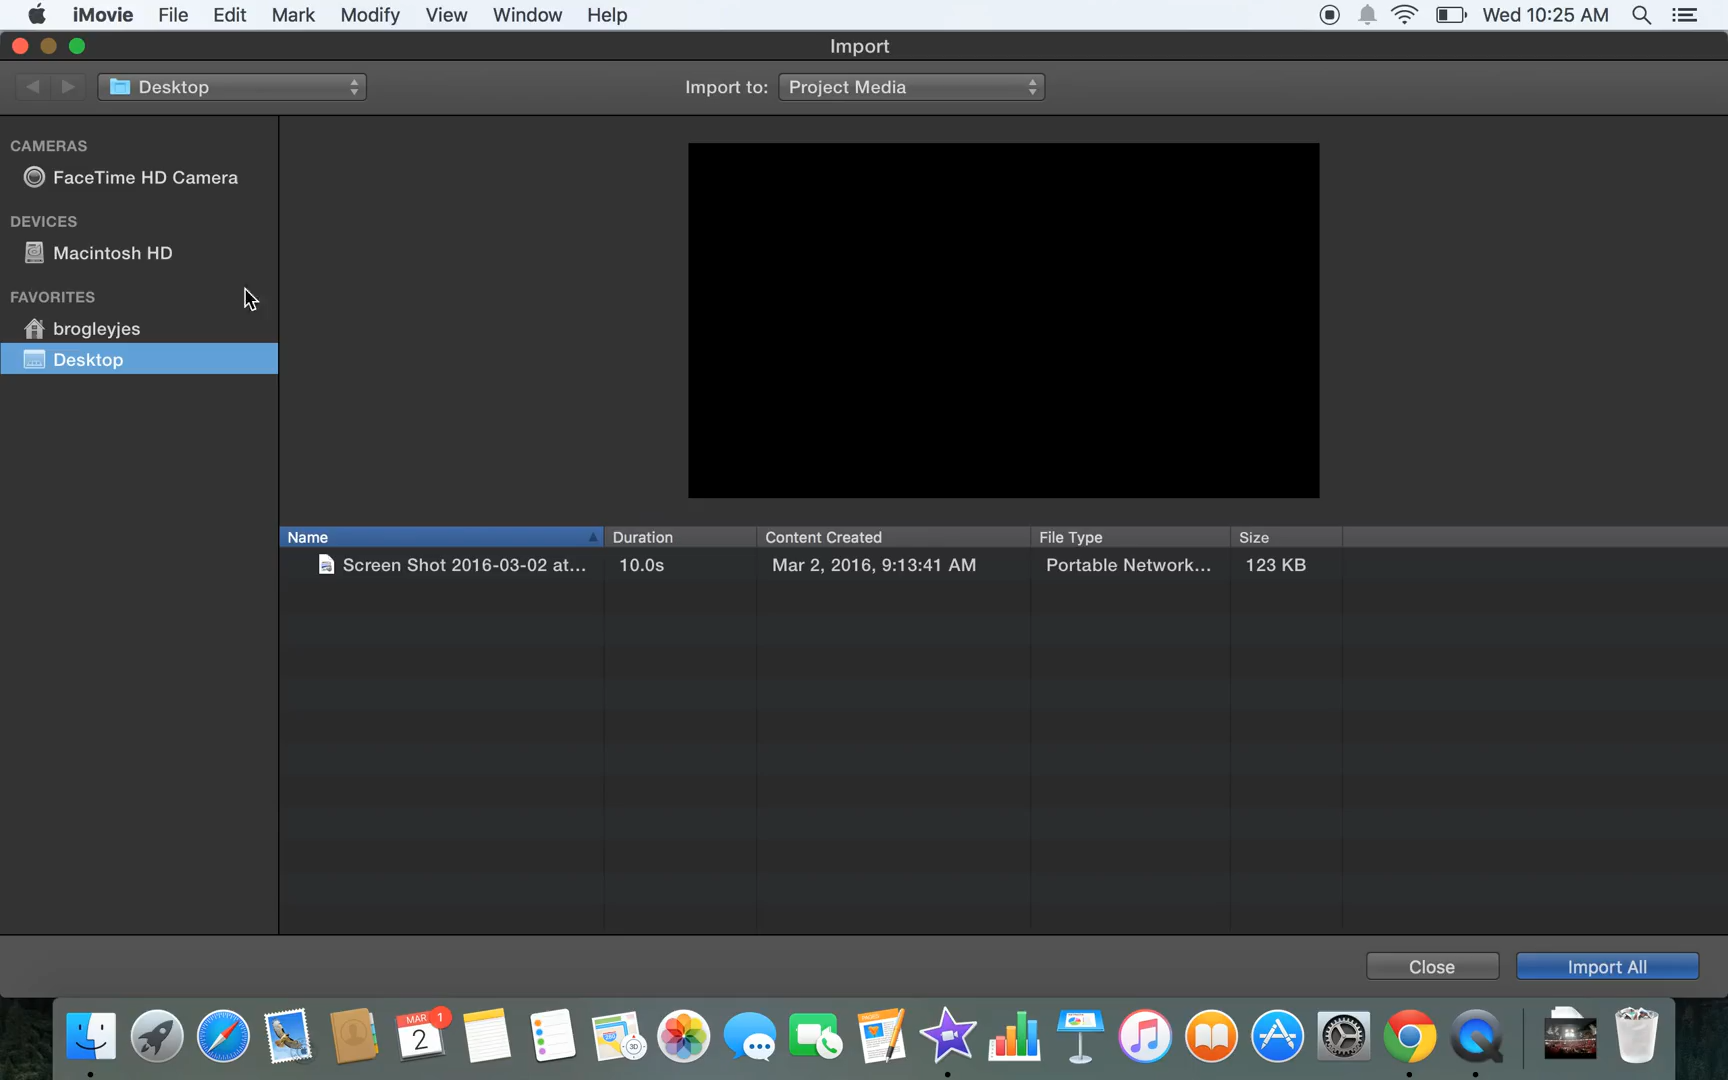 iMovie File Edit Mark Modify View Window Help Wed 10:25 AM
Import
Desktop Import to: Project Media
CAMERAS
FaceTime HD Camera
DEVICES
Macintosh HD
FAVORITES
brogleyjes
Desktop
Name Duration Content Created File Type Size
Screen Shot 2016-03-02 at... 10.0s Mar 2, 2016, 9:13:41 AM Portable Network... 123 KB
Close Import All
MAR 1
2
3D
PAGES